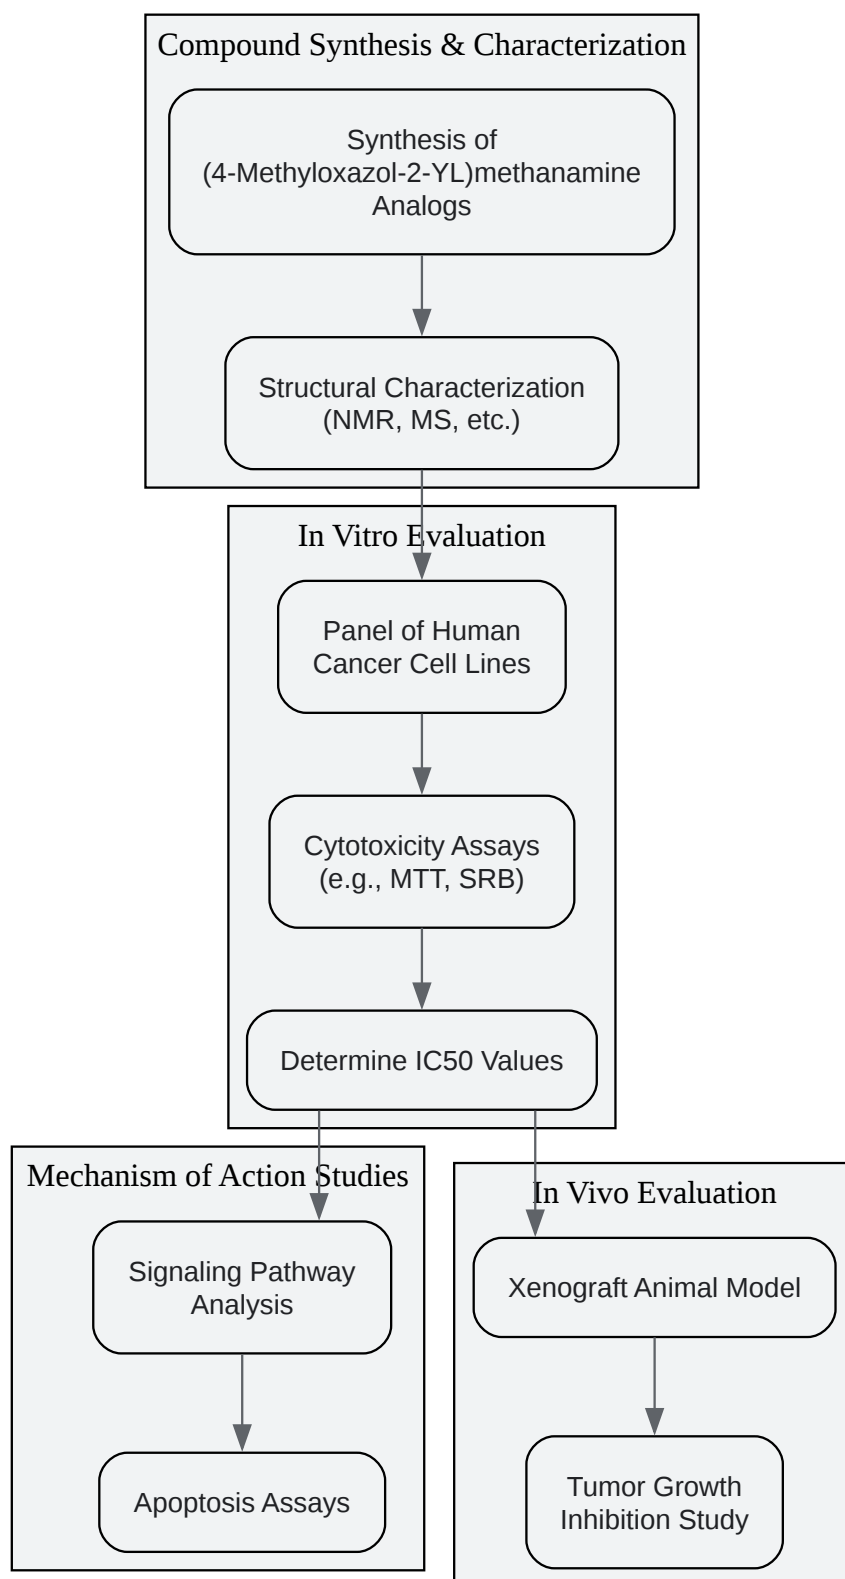 Compound Synthesis & Characterization
Synthesis of
(4-Methyloxazol-2-YL)methanamine
Analogs
Structural Characterization
(NMR, MS, etc.)
In Vitro Evaluation
Panel of Human
Cancer Cell Lines
Cytotoxicity Assays
(e.g., MTT, SRB)
Determine IC50 Values
Mechanism of Action Studies
Signaling Pathway
Analysis
Apoptosis Assays
In Vivo Evaluation
Xenograft Animal Model
Tumor Growth
Inhibition Study